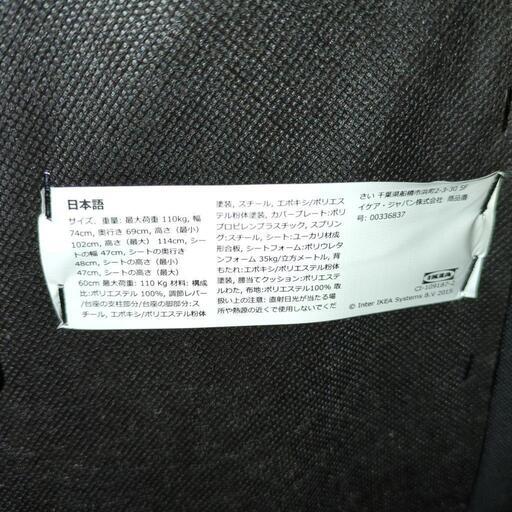 日本語
サイズ、重量: 最大荷重 110kg, 幅
74cm, 奥行き 69cm, 高さ（最小）
102cm, 高さ（最大） 114cm, シート
の幅 47cm, シートの奥行き
48cm, シートの高さ（最小）
47cm, シートの高さ（最大）
60cm 最大荷重: 110 Kg 材料: 構成
比:ポリエステル 100%, 調節レバー
/台座の支柱部分/台座の脚部分:ス
チール, エポキシ/ポリエステル粉体
塗装, スチール, エポキシ/ポリエス
テル粉体塗装, カバープレート:ポリ
プロピレンプラスチック, スプリン
グ:スチール, シート:ユーカリ材成
形合板, シートフォーム:ポリウレタ
ンフォーム 35kg/立方メートル, 背
もたれ:エポキシ/ポリエステル粉体
塗装, 腰当てクッション:ポリエステ
ルわた, 布地:ポリエステル100% 取
扱い上の注意: 直射日光が当たる場
所や熱源の近くで使用しないでくだ
さい 千葉県船橋市浜町2-3-30 SF
イケア・ジャパン株式会社 商品番
号: 00336837
IKEA
CI-109187-2
© Inter IKEA Systems B.V. 2015